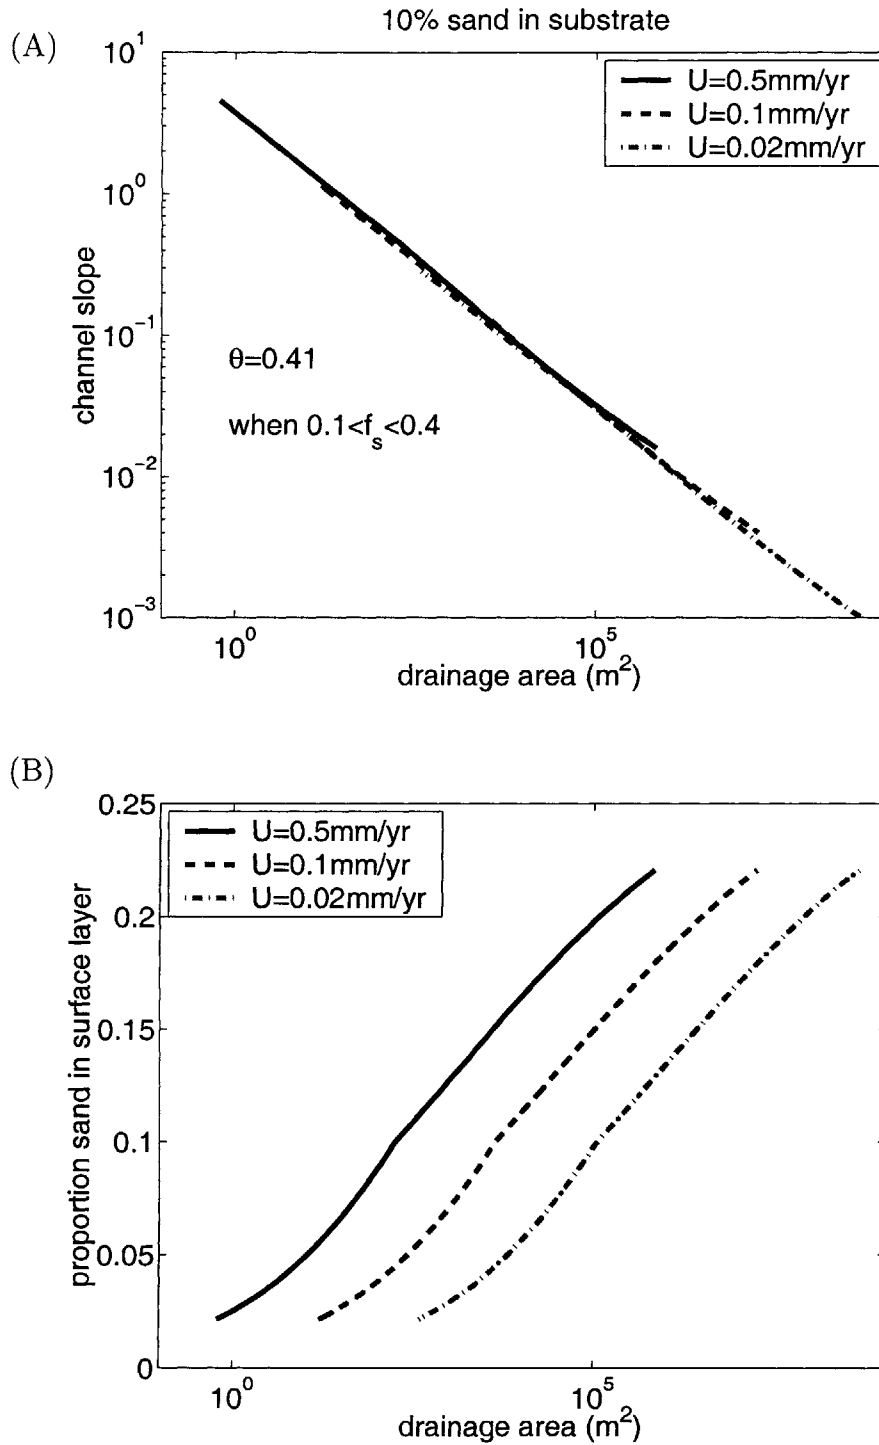 10% sand in substrate
(A)
10^1
10^0
10^-1
10^-2
10^-3
channel slope
U=0.5mm/yr
U=0.1mm/yr
U=0.02mm/yr
θ=0.41
when 0.1<f_s<0.4
10^0
10^5
drainage area (m^2)
(B)
0.25
0.2
0.15
0.1
0.05
0
proportion sand in surface layer
U=0.5mm/yr
U=0.1mm/yr
U=0.02mm/yr
10^0
10^5
drainage area (m^2)